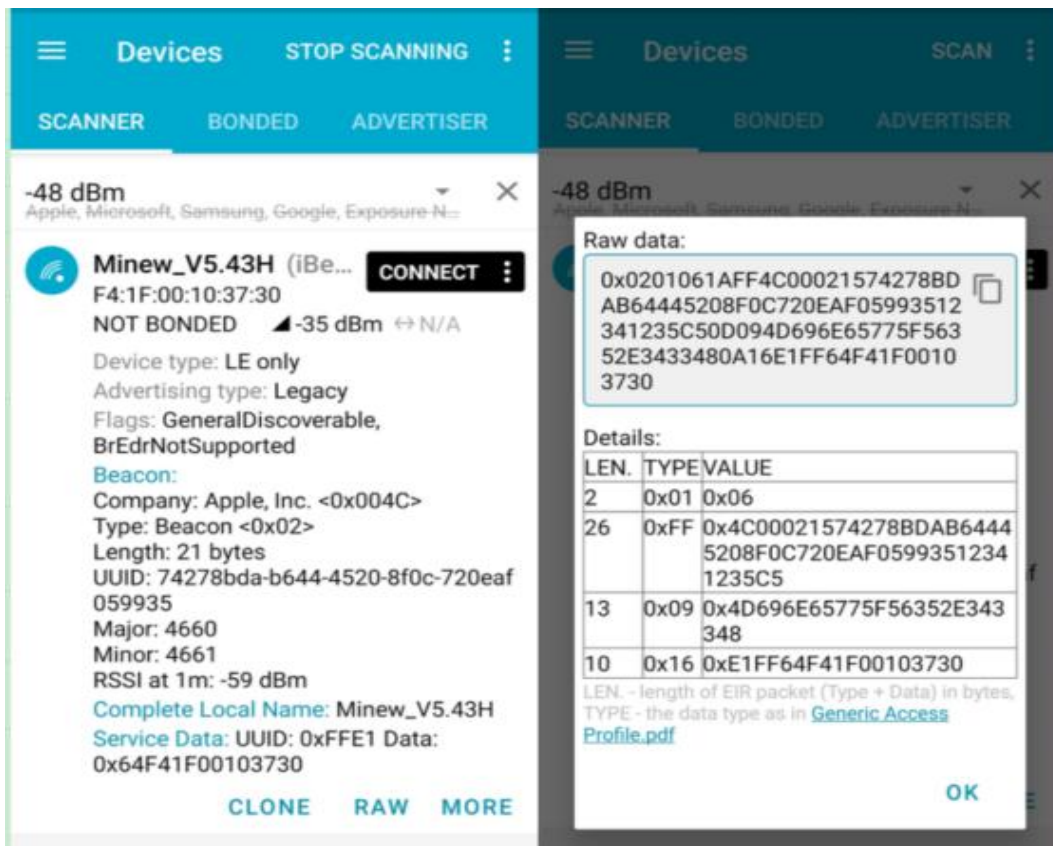 Devices STOP SCANNING
SCANNER BONDED ADVERTISER
-48 dBm
Apple, Microsoft, Samsung, Google, Exposure N...
Minew_V5.43H (iBe... CONNECT
F4:1F:00:10:37:30
NOT BONDED -35 dBm N/A
Device type: LE only
Advertising type: Legacy
Flags: GeneralDiscoverable,
BrEdrNotSupported
Beacon:
Company: Apple, Inc. <0x004C>
Type: Beacon <0x02>
Length: 21 bytes
UUID: 74278bda-b644-4520-8f0c-720eaf
059935
Major: 4660
Minor: 4661
RSSI at 1m: -59 dBm
Complete Local Name: Minew_V5.43H
Service Data: UUID: 0xFFE1 Data:
0x64F41F00103730
CLONE RAW MORE
Devices SCAN
SCANNER BONDED ADVERTISER
-48 dBm
Apple, Microsoft, Samsung, Google, Exposure N...
Raw data:
0x0201061AFF4C00021574278BD
AB64445208F0C720EAF05993512
341235C50D094D696E65775F563
52E3433480A16E1FF64F41F0010
3730
Details:
LEN. TYPE VALUE
2 0x01 0x06
26 0xFF 0x4C00021574278BDAB6444
5208F0C720EAF0599351234
1235C5
13 0x09 0x4D696E65775F56352E343
348
10 0x16 0xE1FF64F41F00103730
LEN. - length of EIR packet (Type + Data) in bytes,
TYPE - the data type as in Generic Access
Profile.pdf
OK